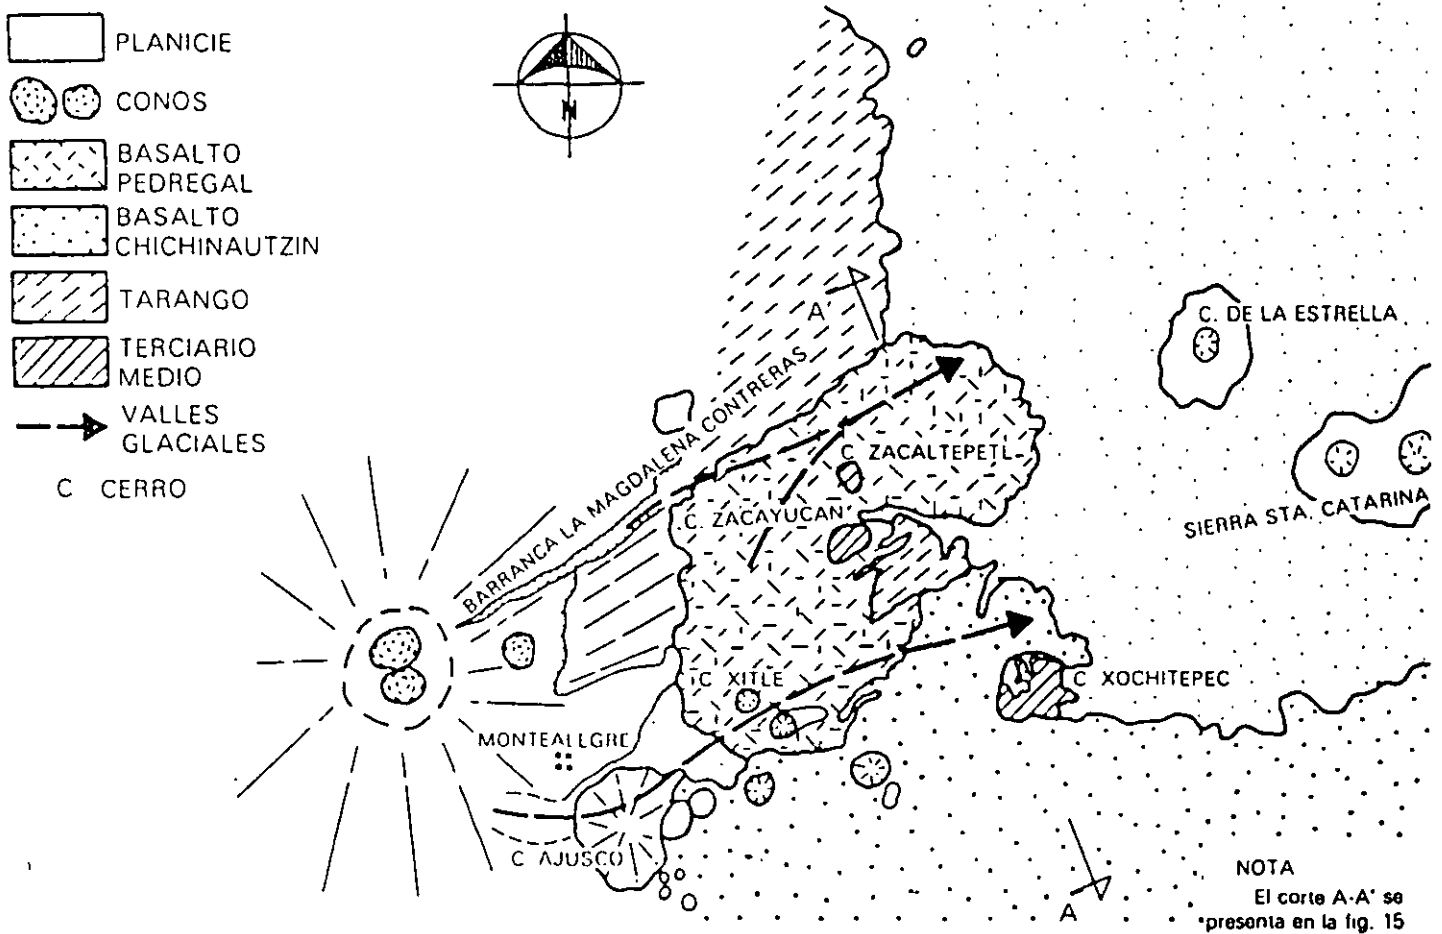 PLANICIE
CONOS
BASALTO
PEDREGAL
BASALTO
CHICHINAUTZIN
TARANGO
TERCIARIO
MEDIO
VALLES
GLACIALES
C CERRO
N
A'
C. DE LA ESTRELLA
BARRANCA LA MAGDALENA CONTRERAS
C ZACALTEPETL
SIERRA STA. CATARINA
C. ZACAYUCAN
C XITLE
C XOCHITEPEC
MONTEALEGRE
C AJUSCO
A
NOTA
El corte A-A' se
presenta en la fig. 15